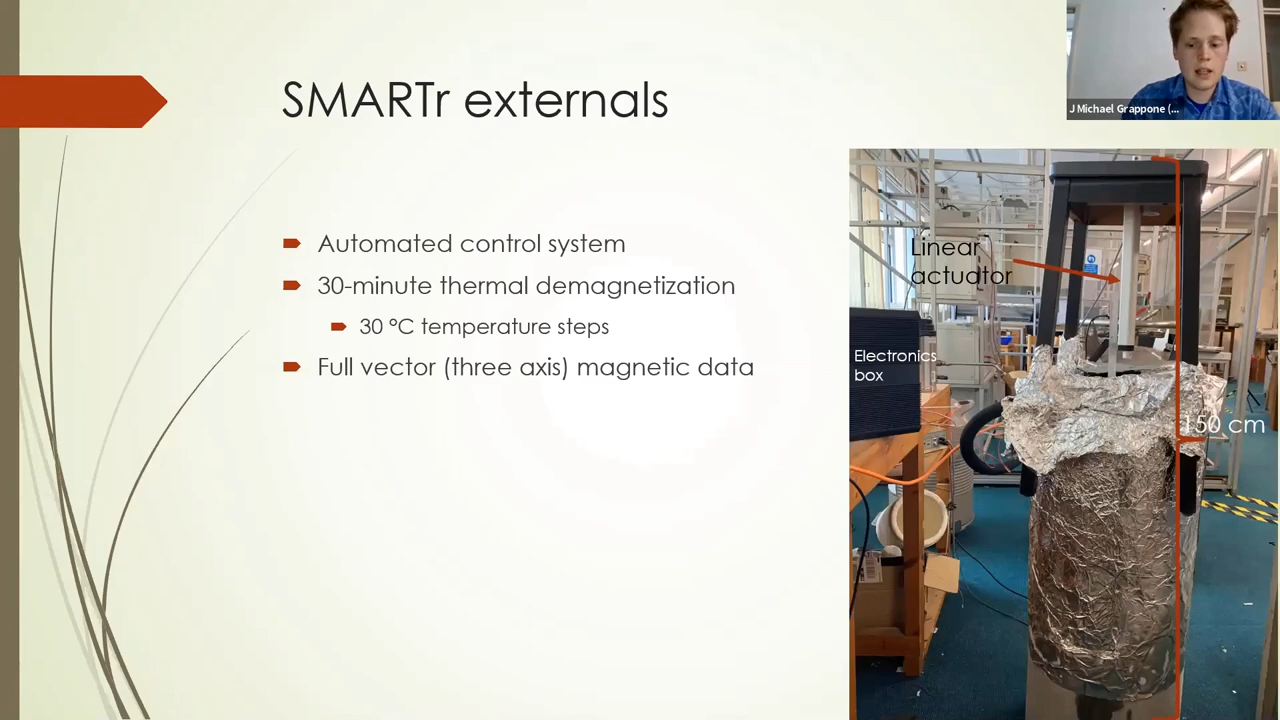 SMARTr externals
J Michael Grappone (...
Automated control system
30-minute thermal demagnetization
30 °C temperature steps
Full vector (three axis) magnetic data
Linear
actuator
Electronics
box
150 cm